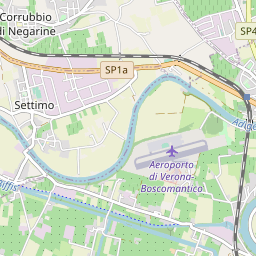 Corrubbio
di Negarine
SP4
SP1a
Settimo
Aeroporto
di Verona-
Boscomantico